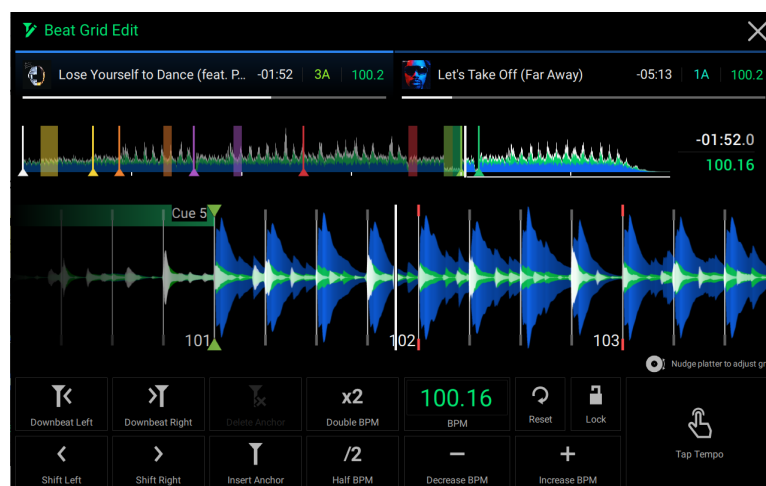 Beat Grid Edit
Lose Yourself to Dance (feat. P... -01:52 3A 100.2
Let's Take Off (Far Away) -05:13 1A 100.2
-01:52.0
100.16
Cue 5
101 102 103
Nudge platter to adjust gr
Downbeat Left Downbeat Right Delete Anchor
x2
Double BPM
100.16
BPM
Reset Lock
Shift Left Shift Right Insert Anchor
/2
Half BPM
Decrease BPM
Increase BPM
Tap Tempo